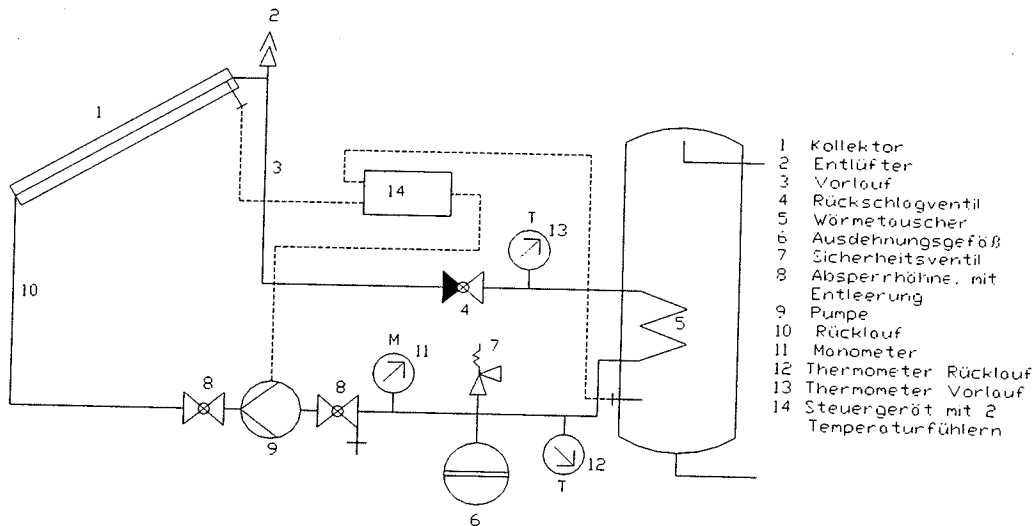 2
1
3
14
T
13
4
5
10
M
11
7
8
8
9
12
T
6
1 Kollektor
2 Entlüfter
3 Vorlauf
4 Rückschlagventil
5 Wärmetauscher
6 Ausdehnungsgefäß
7 Sicherheitsventil
8 Absperrhähne, mit
Entleerung
9 Pumpe
10 Rücklauf
11 Manometer
12 Thermometer Rücklauf
13 Thermometer Vorlauf
14 Steuergerät mit 2
Temperaturfühlern